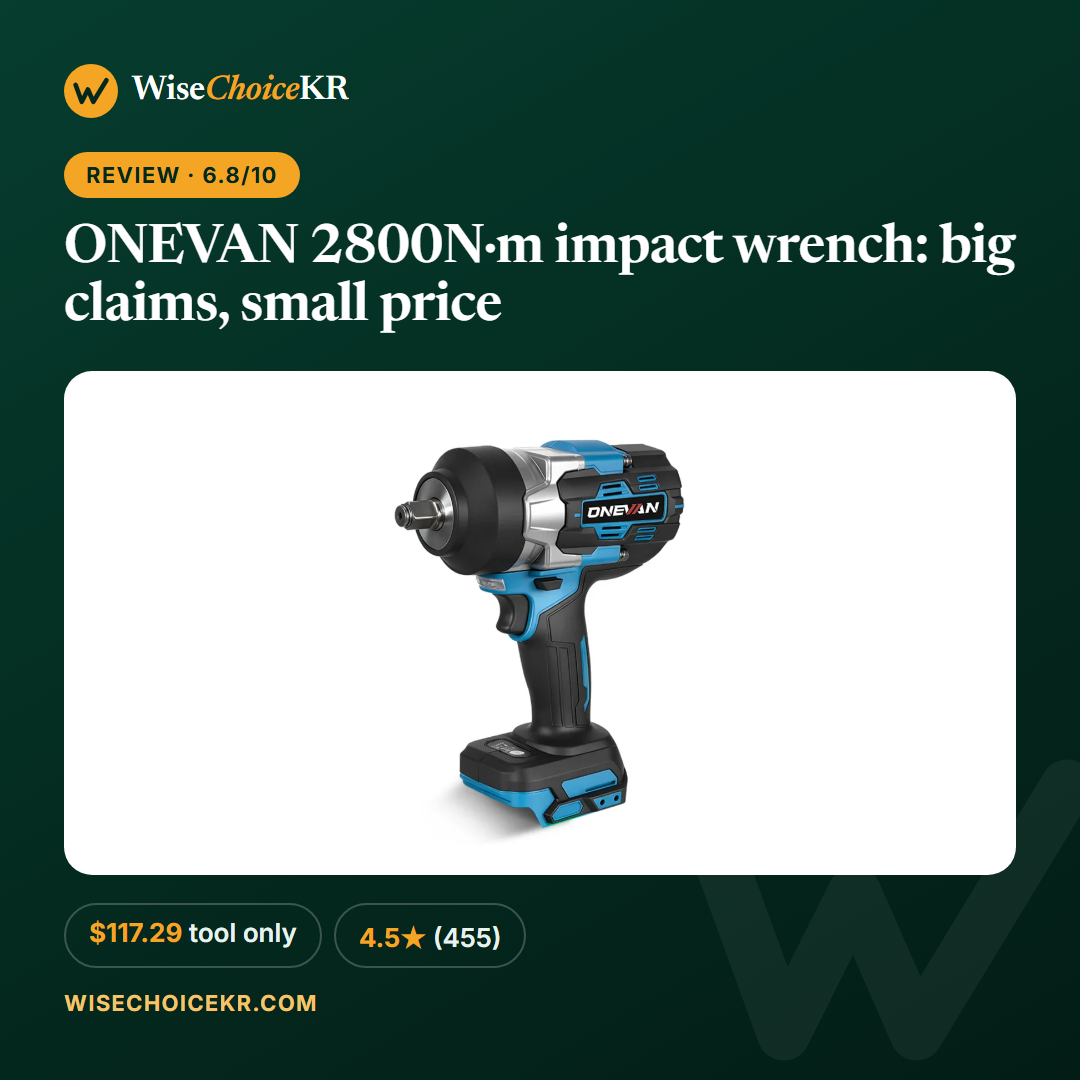 WiseChoiceKR
REVIEW · 6.8/10
ONEVAN 2800N·m impact wrench: big
claims, small price
ONEVAN
$117.29 tool only
4.5★ (455)
WISECHOICEKR.COM